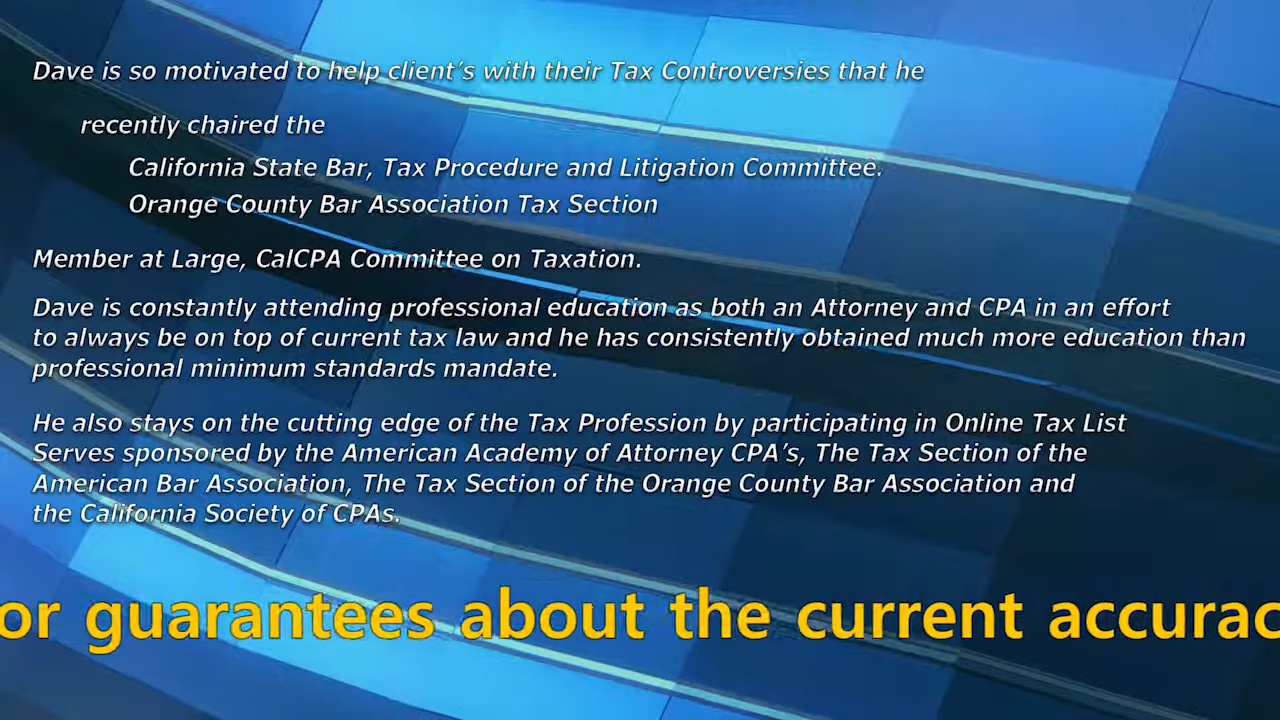 Dave is so motivated to help client's with their Tax Controversies that he
recently chaired the
California State Bar, Tax Procedure and Litigation Committee.
Orange County Bar Association Tax Section
Member at Large, CalCPA Committee on Taxation.
Dave is constantly attending professional education as both an Attorney and CPA in an effort
to always be on top of current tax law and he has consistently obtained much more education than
professional minimum standards mandate.
He also stays on the cutting edge of the Tax Profession by participating in Online Tax List
Serves sponsored by the American Academy of Attorney CPA's, The Tax Section of the
American Bar Association, The Tax Section of the Orange County Bar Association and
the California Society of CPAs.
or guarantees about the current accurac